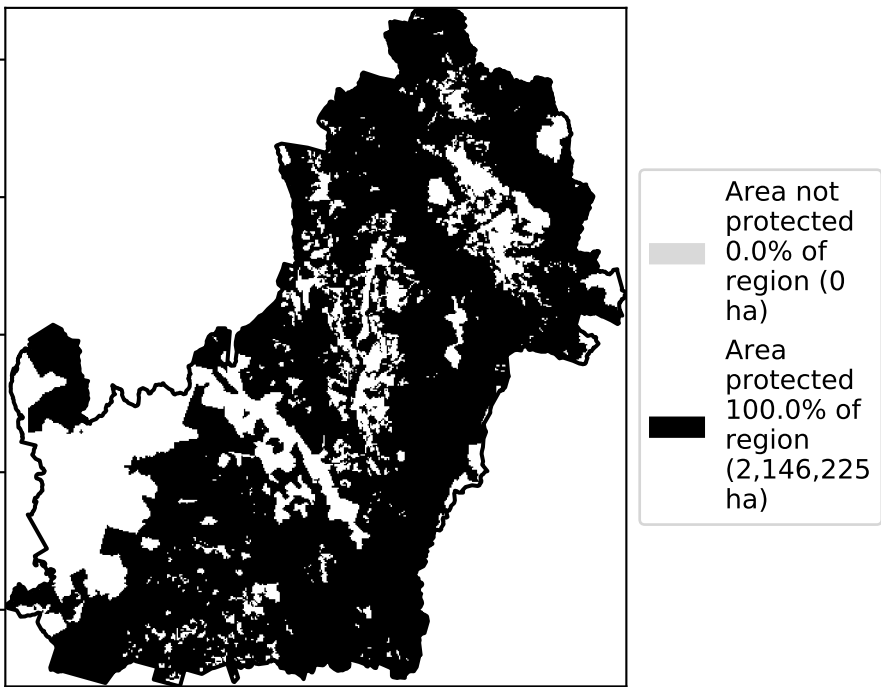 Area not
protected
0.0% of
region (0
ha)
Area
protected
100.0% of
region
(2,146,225
ha)